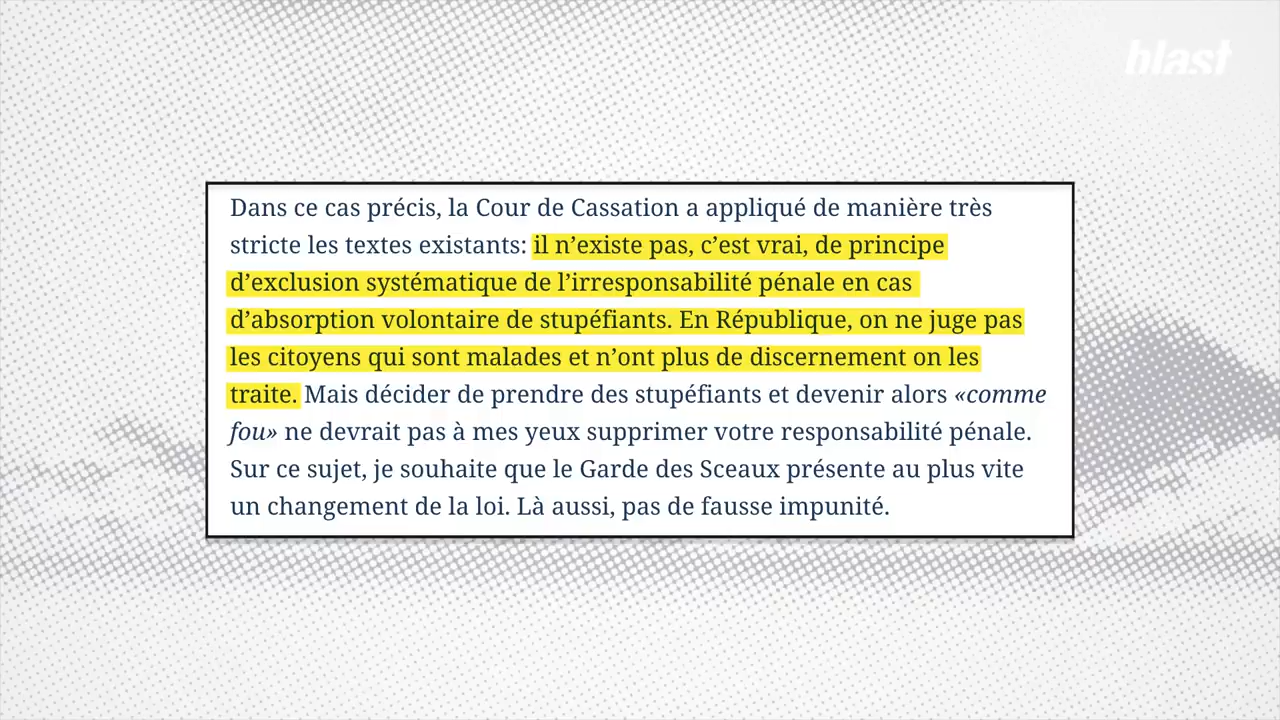 blast
Dans ce cas précis, la Cour de Cassation a appliqué de manière très
stricte les textes existants: il n’existe pas, c’est vrai, de principe
d’exclusion systématique de l’irresponsabilité pénale en cas
d’absorption volontaire de stupéfiants. En République, on ne juge pas
les citoyens qui sont malades et n’ont plus de discernement on les
traite. Mais décider de prendre des stupéfiants et devenir alors «comme
fou» ne devrait pas à mes yeux supprimer votre responsabilité pénale.
Sur ce sujet, je souhaite que le Garde des Sceaux présente au plus vite
un changement de la loi. Là aussi, pas de fausse impunité.